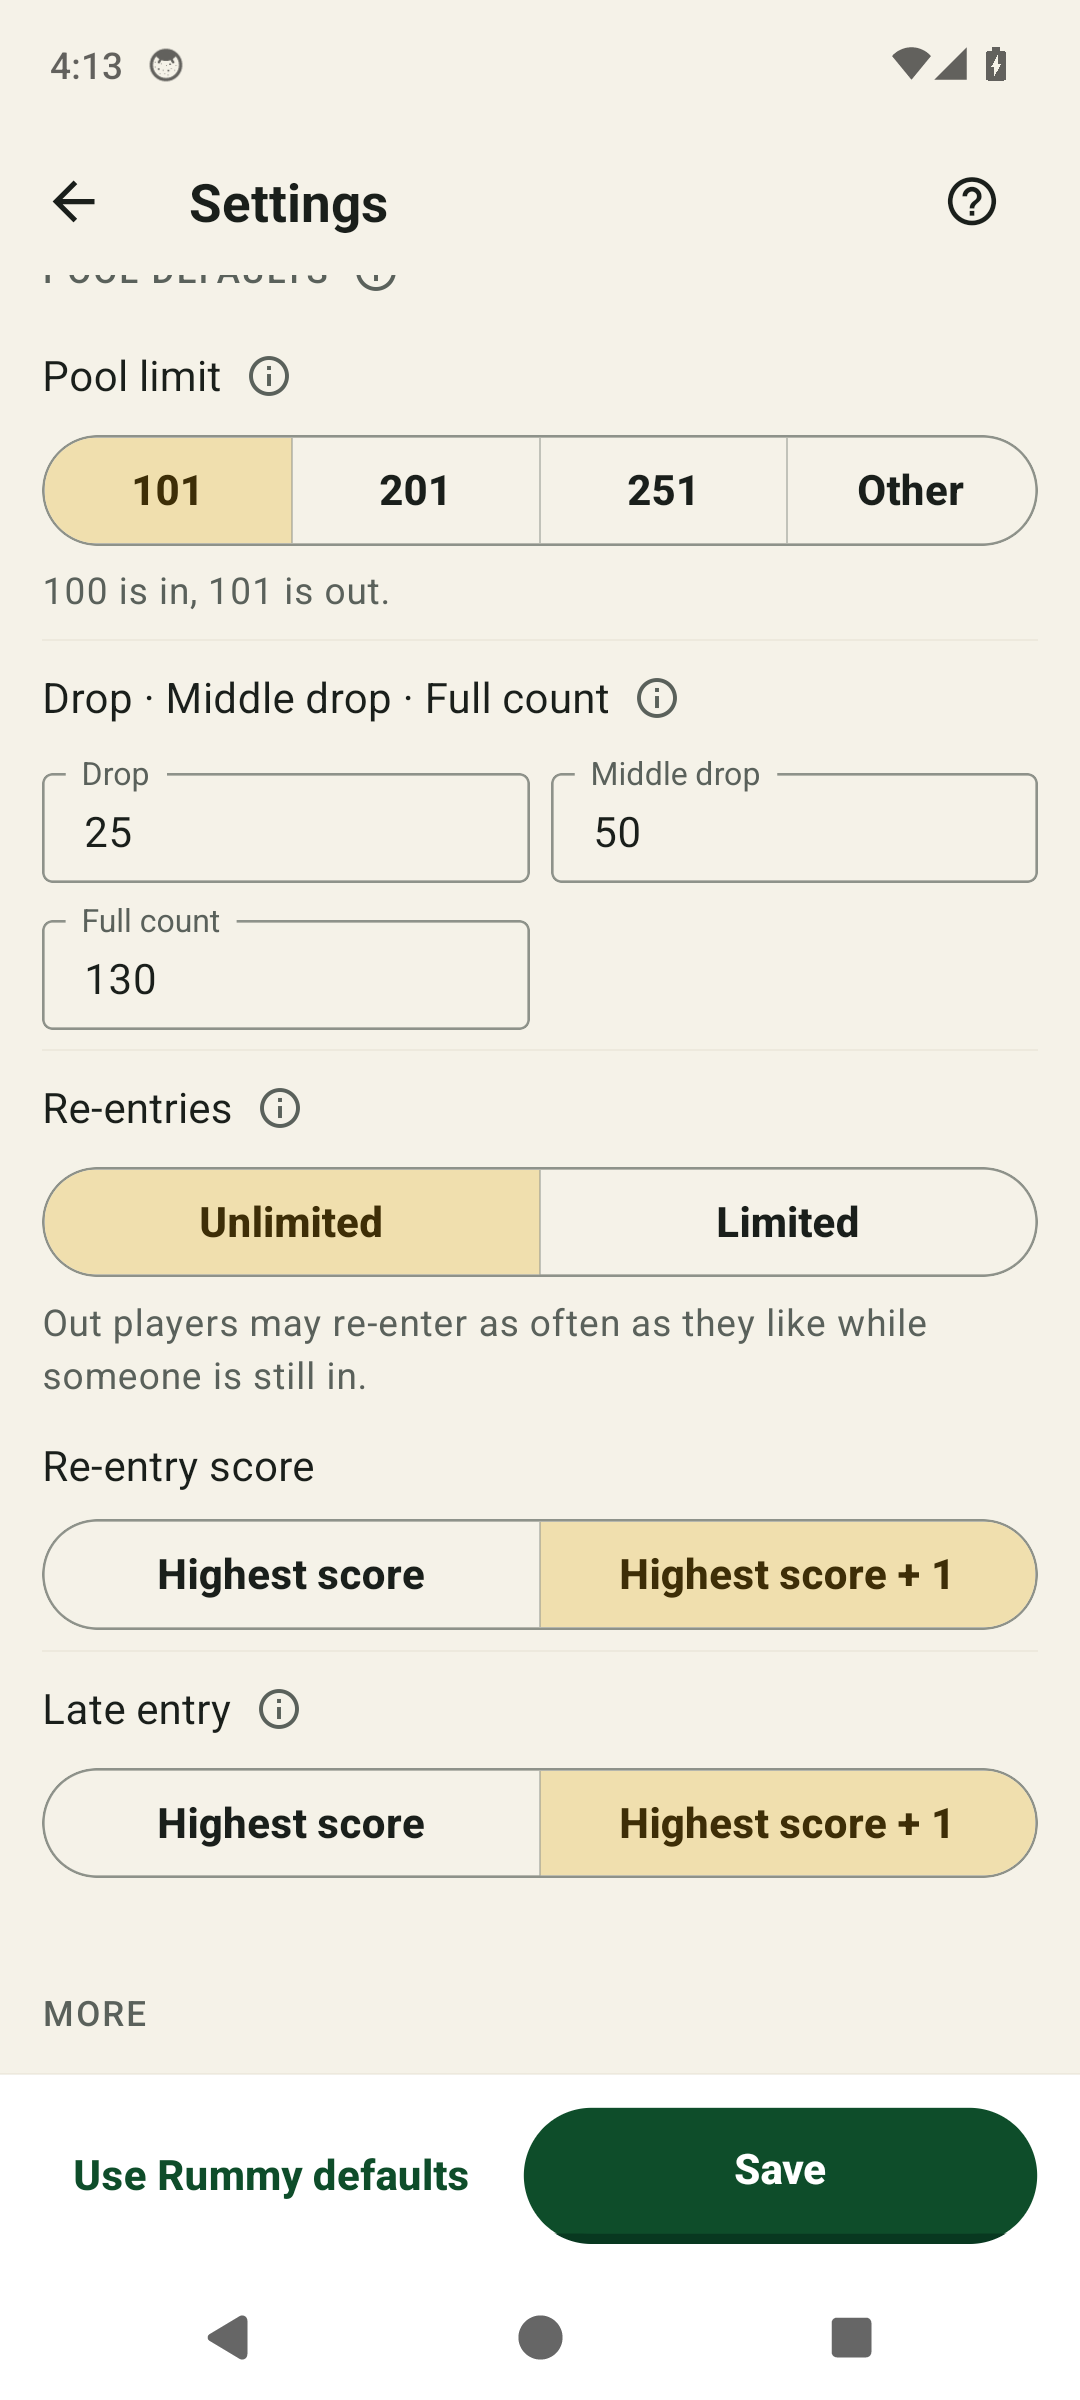 4:13
Settings
POOL DEFAULTS
Pool limit
101 201 251 Other
100 is in, 101 is out.
Drop · Middle drop · Full count
Drop Middle drop
25 50
Full count
130
Re-entries
Unlimited Limited
Out players may re-enter as often as they like while
someone is still in.
Re-entry score
Highest score Highest score + 1
Late entry
Highest score Highest score + 1
MORE
Use Rummy defaults Save